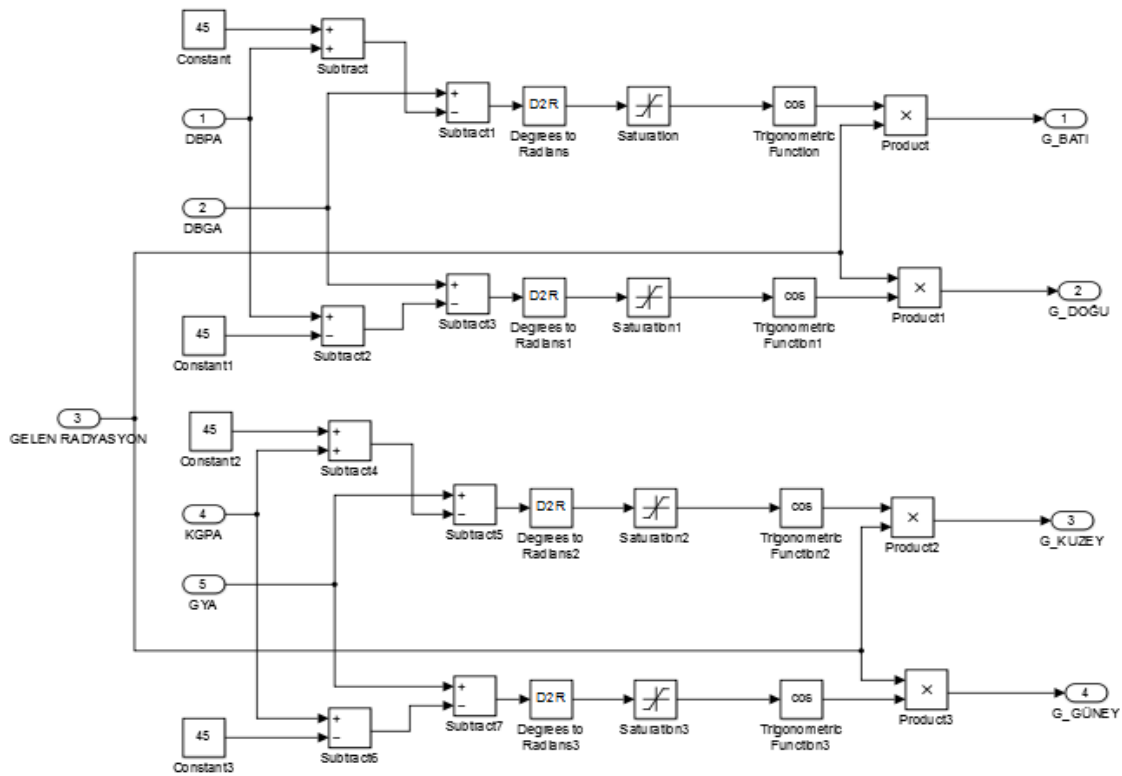 45
Constant
+
+
Subtract
1
DBPA
+
−
Subtract1
D2R
Degrees to
Radians
Saturation
cos
Trigonometric
Function
×
Product
1
G_BATI
2
DBGA
45
Constant1
+
−
Subtract2
+
−
Subtract3
D2R
Degrees to
Radians1
Saturation1
cos
Trigonometric
Function1
×
Product1
2
G_DOĞU
3
GELEN RADYASYON
45
Constant2
+
+
Subtract4
4
KGPA
+
−
Subtract5
D2R
Degrees to
Radians2
Saturation2
cos
Trigonometric
Function2
×
Product2
3
G_KUZEY
5
GYA
45
Constant3
+
−
Subtract6
+
−
Subtract7
D2R
Degrees to
Radians3
Saturation3
cos
Trigonometric
Function3
×
Product3
4
G_GÜNEY